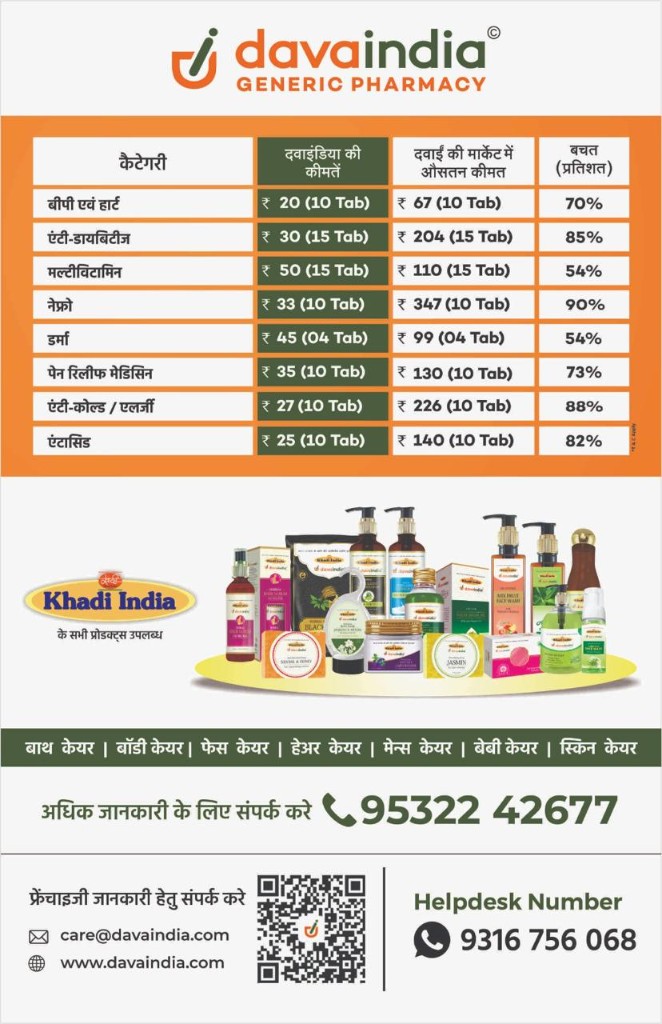 davaindia©
GENERIC PHARMACY
कैटेगरी
दवाइंडिया की
कीमतें
दवाईं की मार्केट में
औसतन कीमत
बचत
(प्रतिशत)
बीपी एवं हार्ट ₹ 20 (10 Tab) ₹ 67 (10 Tab) 70%
एंटी-डायबिटीज ₹ 30 (15 Tab) ₹ 204 (15 Tab) 85%
मल्टीविटामिन ₹ 50 (15 Tab) ₹ 110 (15 Tab) 54%
नेफ्रो ₹ 33 (10 Tab) ₹ 347 (10 Tab) 90%
डर्मा ₹ 45 (04 Tab) ₹ 99 (04 Tab) 54%
पेन रिलीफ मेडिसिन ₹ 35 (10 Tab) ₹ 130 (10 Tab) 73%
एंटी-कोल्ड / एलर्जी ₹ 27 (10 Tab) ₹ 226 (10 Tab) 88%
एंटासिड ₹ 25 (10 Tab) ₹ 140 (10 Tab) 82%
*T & C Apply
Khadi India
के सभी प्रोडक्ट्स उपलब्ध
davaindia
JASMIN
बाथ केयर | बॉडी केयर | फेस केयर | हेअर केयर | मेन्स केयर | बेबी केयर | स्किन केयर
अधिक जानकारी के लिए संपर्क करे 95322 42677
फ्रेंचाइजी जानकारी हेतु संपर्क करे
care@davaindia.com
www.davaindia.com
Helpdesk Number
9316 756 068